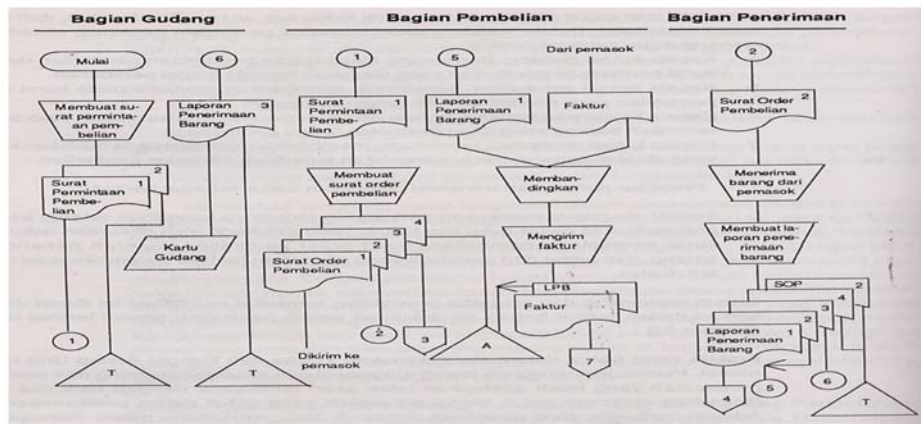 Bagian Gudang
Bagian Pembelian
Bagian Penerimaan
Mulai
Membuat su-
rat perminta-
an pem-
belian
Surat
Permintaan
Pembe-
lian
1
2
1
T
6
Laporan
Penerimaan
Barang
3
Kartu
Gudang
T
1
Surat
Permintaan
Pembe-
lian
1
Membuat
surat order
pembelian
Surat Order
Pembelian
1
2
3
4
Dikirim ke
pemasok
2
3
A
5
Laporan
Penerimaan
Barang
1
Dari pemasok
Faktur
Memban-
dingkan
Mengirim
faktur
LPB
Faktur
7
2
Surat Order
Pembelian
2
Menerima
barang dari
pemasok
Membuat la-
poran pene-
rimaan
barang
SOP
2
Laporan
Penerimaan
Barang
1
2
3
4
4
5
6
T